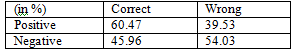 (in %) Correct Wrong
Positive 60.47 39.53
Negative 45.96 54.03